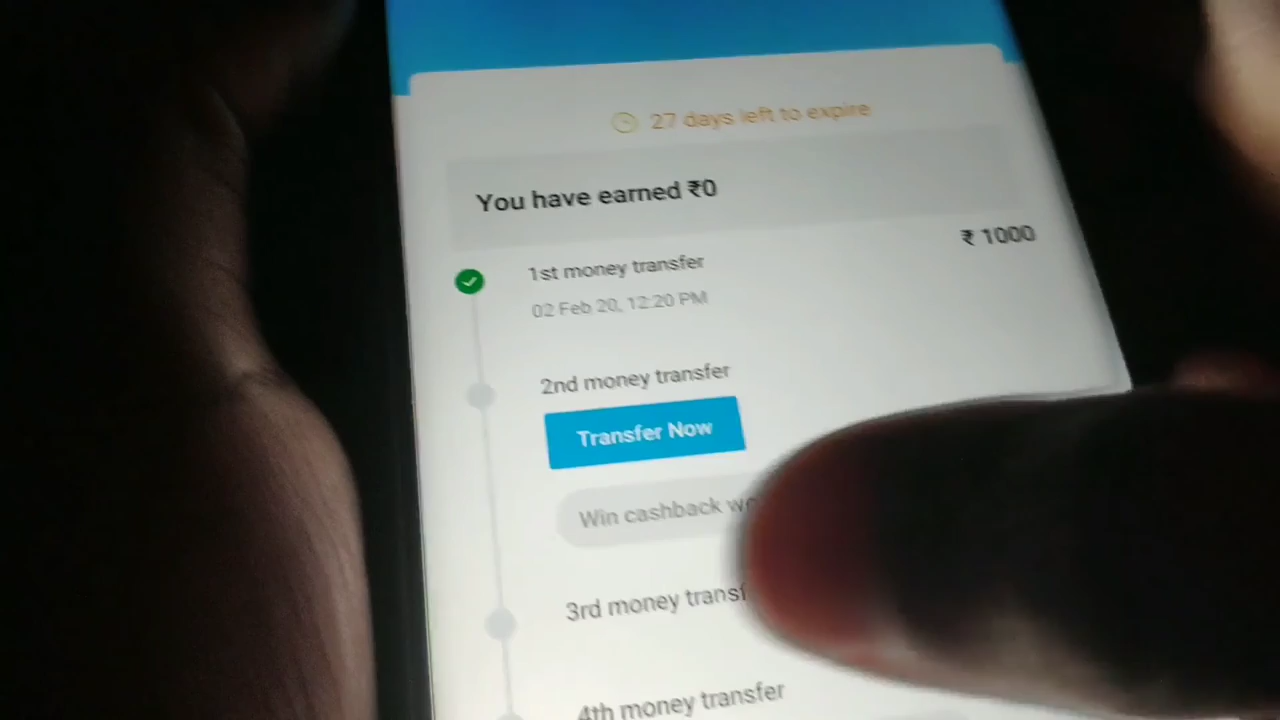 27 days left to expire
You have earned ₹0
₹ 1000
1st money transfer
02 Feb 20, 12:20 PM
2nd money transfer
Transfer Now
Win cashback
3rd money
4th money transfer